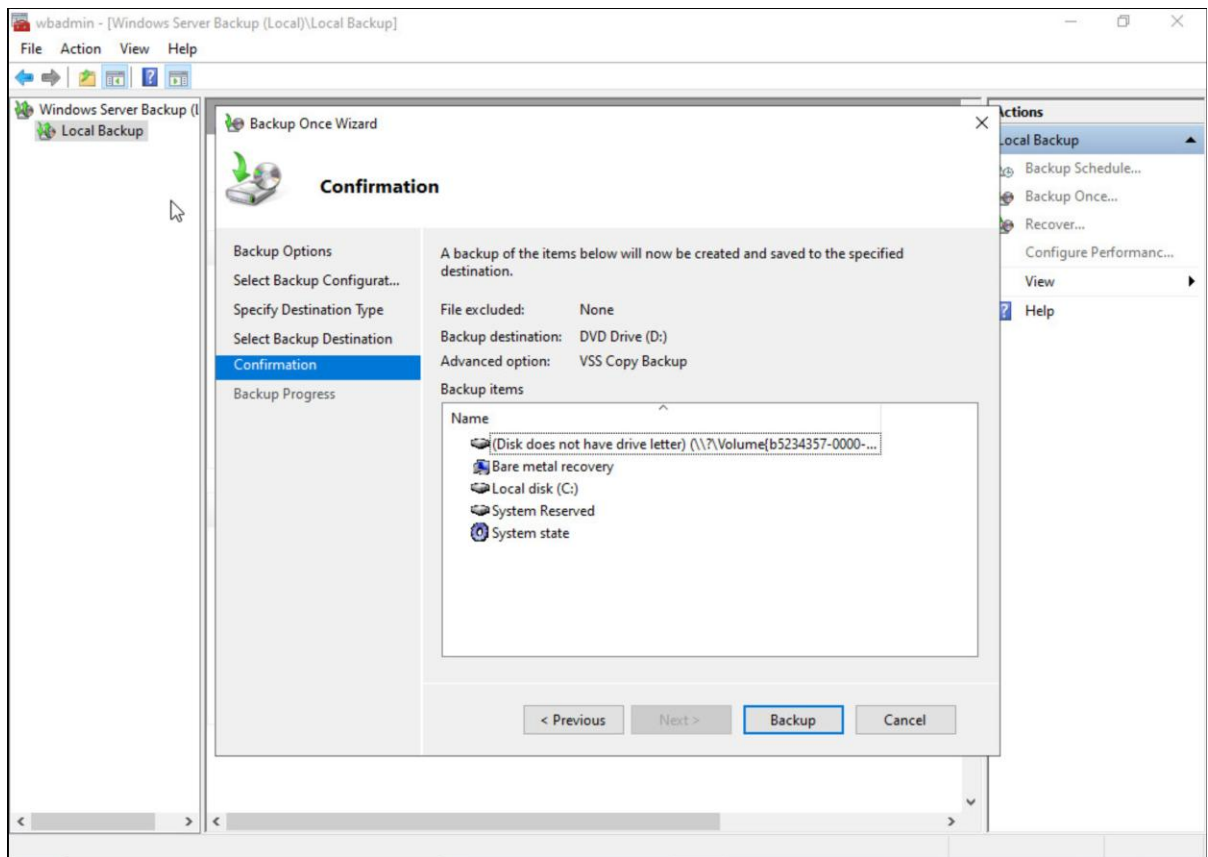 wbadmin - [Windows Server Backup (Local)\Local Backup]
File Action View Help
Windows Server Backup (L
Local Backup
Backup Once Wizard
Confirmation
Backup Options
Select Backup Configurat...
Specify Destination Type
Select Backup Destination
Confirmation
Backup Progress
A backup of the items below will now be created and saved to the specified
destination.
File excluded: None
Backup destination: DVD Drive (D:)
Advanced option: VSS Copy Backup
Backup items
Name
(Disk does not have drive letter) (\\?\Volume{b5234357-0000-...
Bare metal recovery
Local disk (C:)
System Reserved
System state
< Previous Next > Backup Cancel
Actions
Local Backup
Backup Schedule...
Backup Once...
Recover...
Configure Performanc...
View
Help